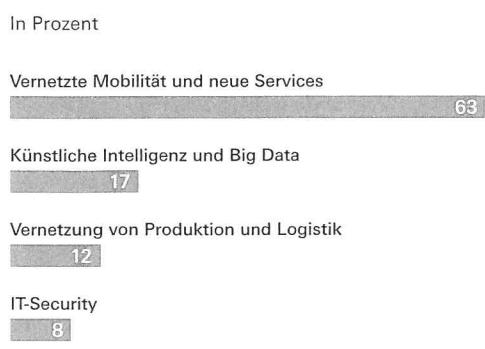 In Prozent
Vernetzte Mobilität und neue Services
63
Künstliche Intelligenz und Big Data
17
Vernetzung von Produktion und Logistik
12
IT-Security
8